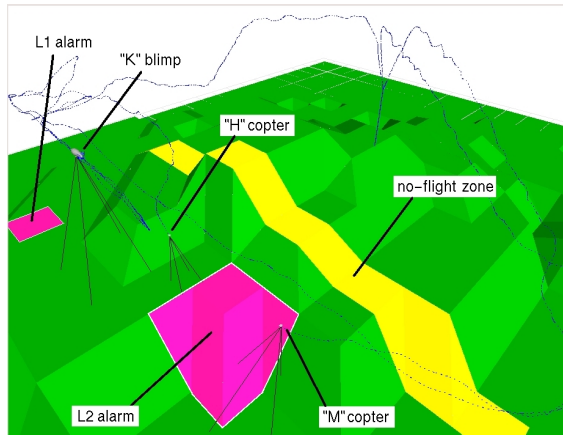 L1 alarm
"K" blimp
"H" copter
no-flight zone
L2 alarm
"M" copter